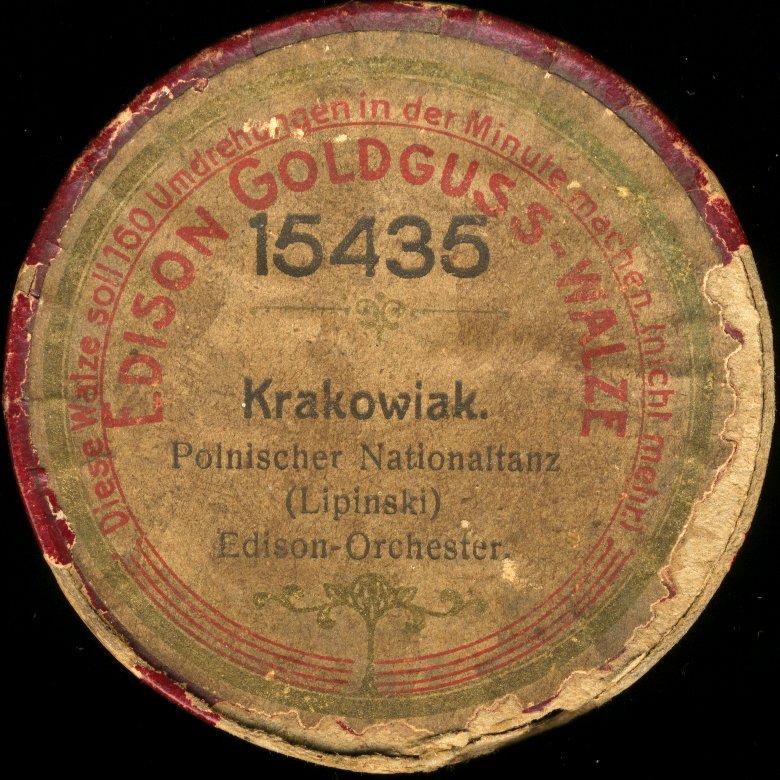 Diese Walze soll 160 Umdrehungen in der Minute machen, (nicht mehr)
EDISON GOLDGUSS-WALZE
15435
Krakowiak.
Polnischer Nationaltanz
(Lipinski)
Edison-Orchester.